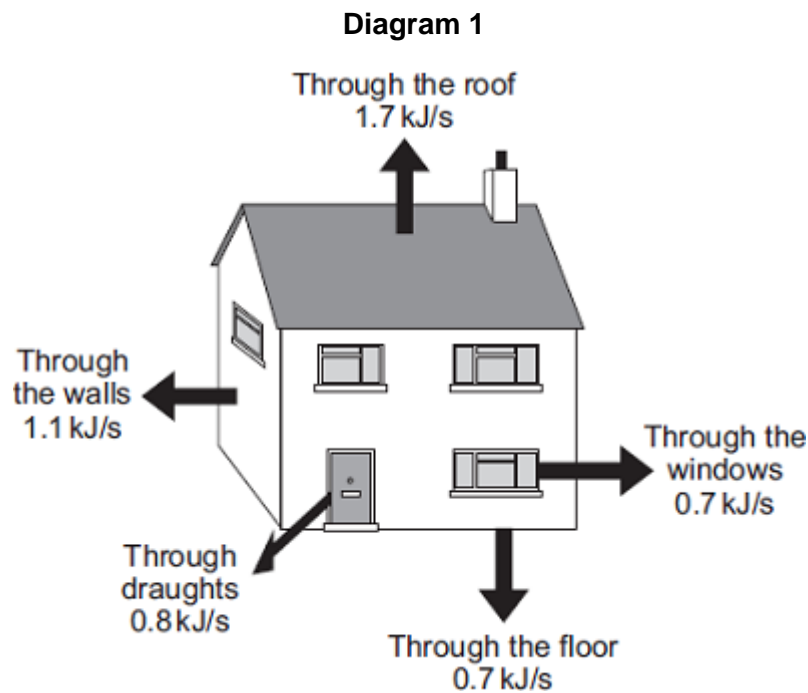 Diagram 1
Through the roof
1.7 kJ/s
Through
the walls
1.1 kJ/s
Through the
windows
0.7 kJ/s
Through
draughts
0.8 kJ/s
Through the floor
0.7 kJ/s